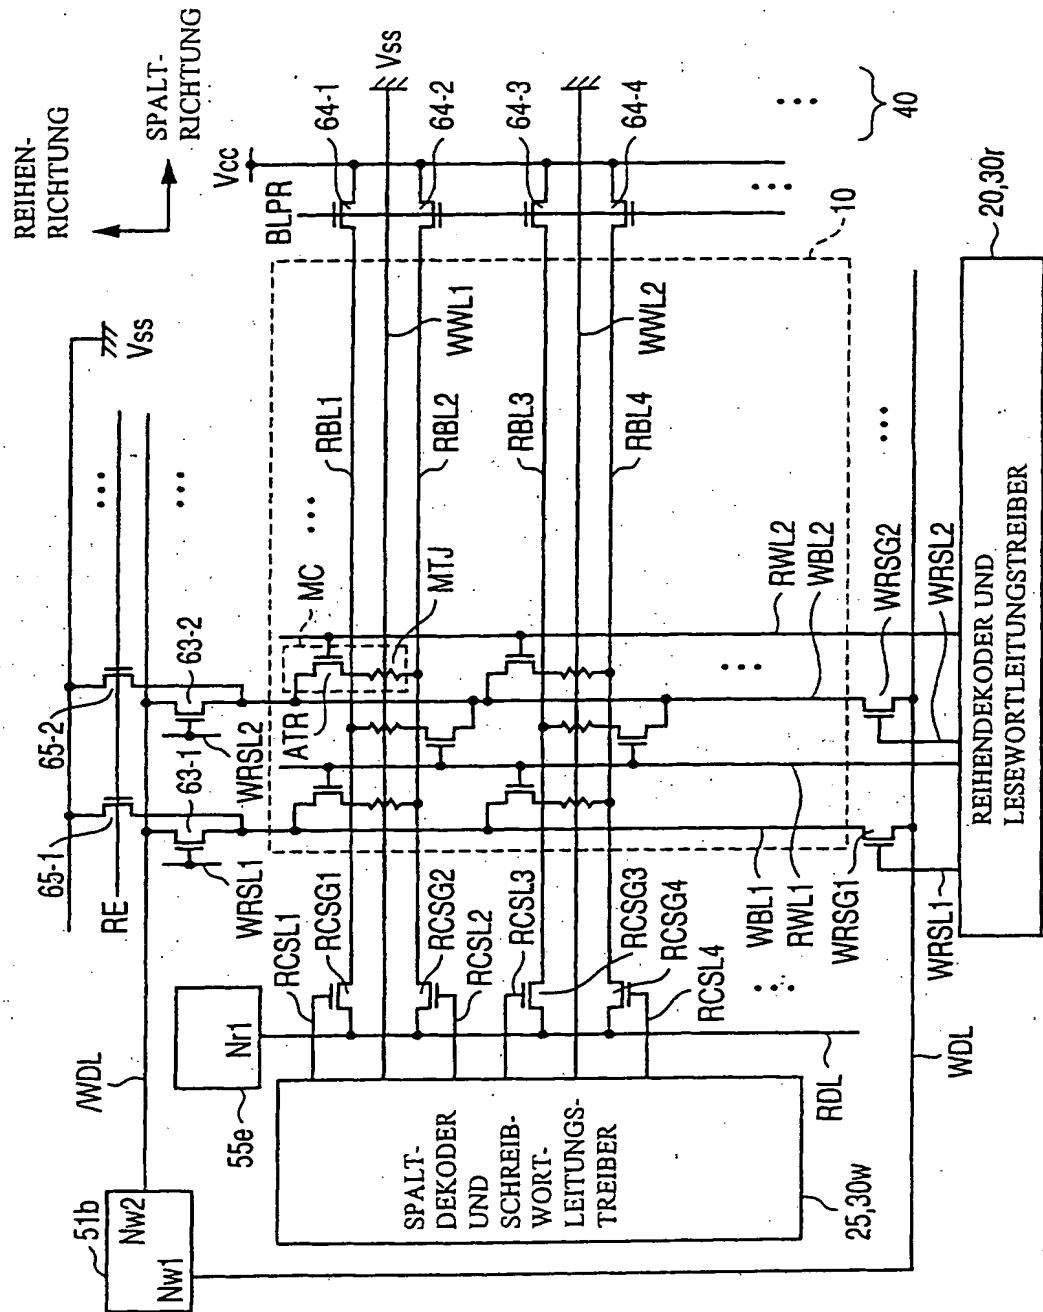 REIHEN-
RICHTUNG
SPALT-
RICHTUNG
Vcc
Vss
BLPR
64-1
64-2
64-3
64-4
40
10
20,30r
Vss
RBL1
WWL1
RBL2
RBL3
WWL2
RBL4
MC
MTJ
ATR
RWL2
WBL2
WRSG2
WRSL2
65-2
63-2
WRSL2
65-1
63-1
WRSL1
RE
RCSL1
RCSG1
RCSG2
RCSL2
RCSL3
RCSG3
RCSG4
RCSL4
WBL1
RWL1
WRSG1
WRSL1
REIHENDEKODER UND
LESEWORTLEITUNGSTREIBER
/WDL
Nr1
55e
RDL
WDL
SPALT-
DEKODER
UND
SCHREIB-
WORT-
LEITUNGS-
TREIBER
25,30w
51b
Nw2
Nw1